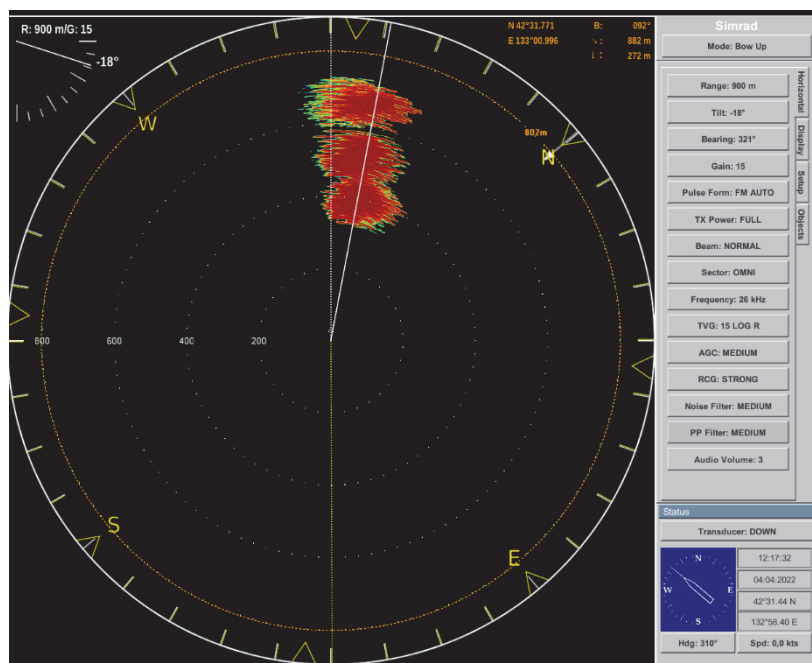 R: 900 m/G: 15
-18°
N 42°31.771 B: 092°
E 133°00.996 ↘: 882 m
↓ : 272 m
W
802m
N
800 600 400 200
S
E
Simrad
Mode: Bow Up
Range: 900 m
Tilt: -18°
Bearing: 321°
Gain: 15
Pulse Form: FM AUTO
TX Power: FULL
Beam: NORMAL
Sector: OMNI
Frequency: 26 kHz
TVG: 15 LOG R
AGC: MEDIUM
RCG: STRONG
Noise Filter: MEDIUM
PP Filter: MEDIUM
Audio Volume: 3
Horizontal
Display
Setup
Objects
Status
Transducer: DOWN
N
W E
S
12:17:32
04:04:2022
42°31.44 N
132°58.40 E
Hdg: 310° Spd: 0,0 kts